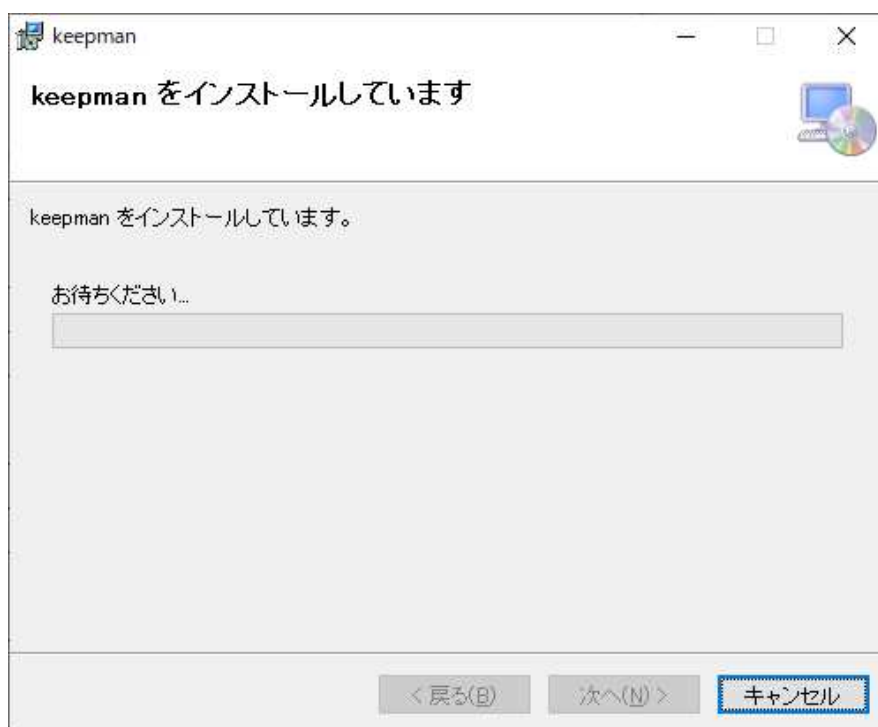 keepman
keepman をインストールしています
keepman をインストールしています。
お待ちください...
< 戻る(B)
次へ(N) >
キャンセル